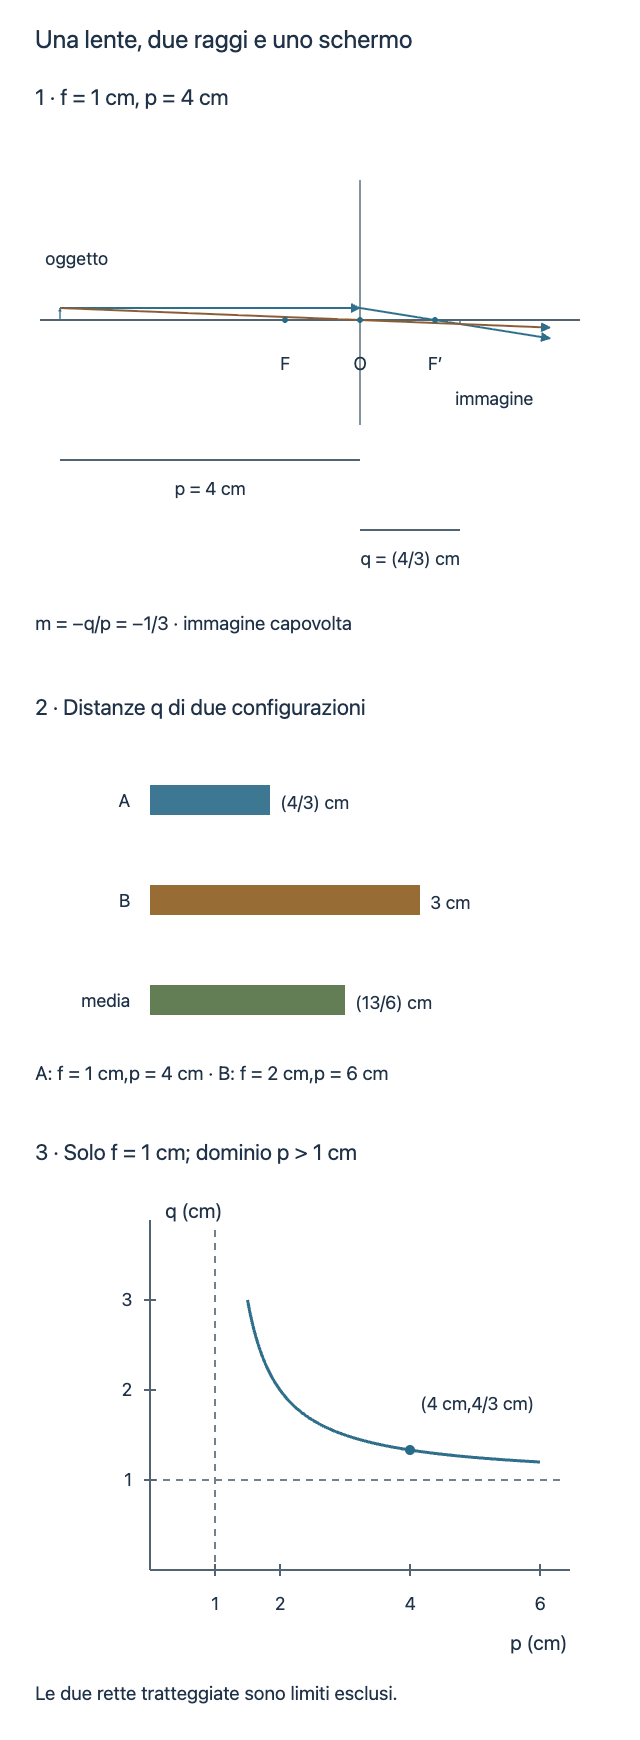 Una lente, due raggi e uno schermo
1 · f = 1 cm, p = 4 cm
oggetto
F
O
F′
immagine
p = 4 cm
q = (4/3) cm
m = −q/p = −1/3 · immagine capovolta
2 · Distanze q di due configurazioni
A
(4/3) cm
B
3 cm
media
(13/6) cm
A: f = 1 cm,p = 4 cm · B: f = 2 cm,p = 6 cm
3 · Solo f = 1 cm; dominio p > 1 cm
q (cm)
3
2
(4 cm,4/3 cm)
1
1
2
4
6
p (cm)
Le due rette tratteggiate sono limiti esclusi.